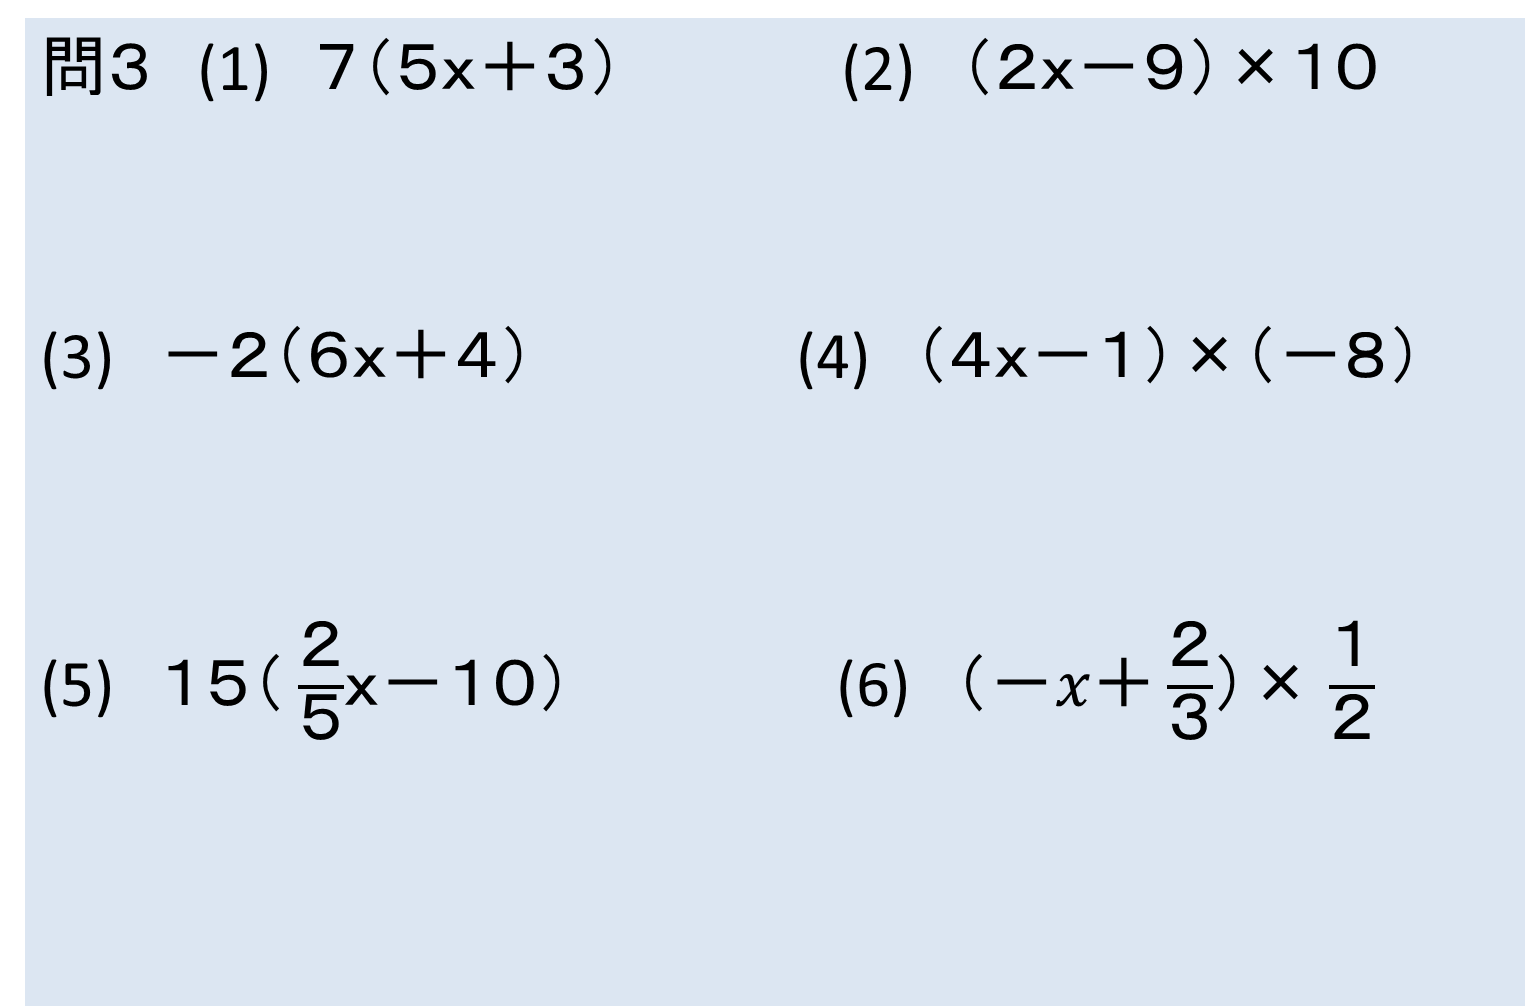 問３ (1) ７（５x＋３） (2) （２x－９）×１０
(3) －２（６x＋４） (4) （４x－１）×（－８）
(5) １５（2/5x－１０） (6) （－x＋2/3）×1/2